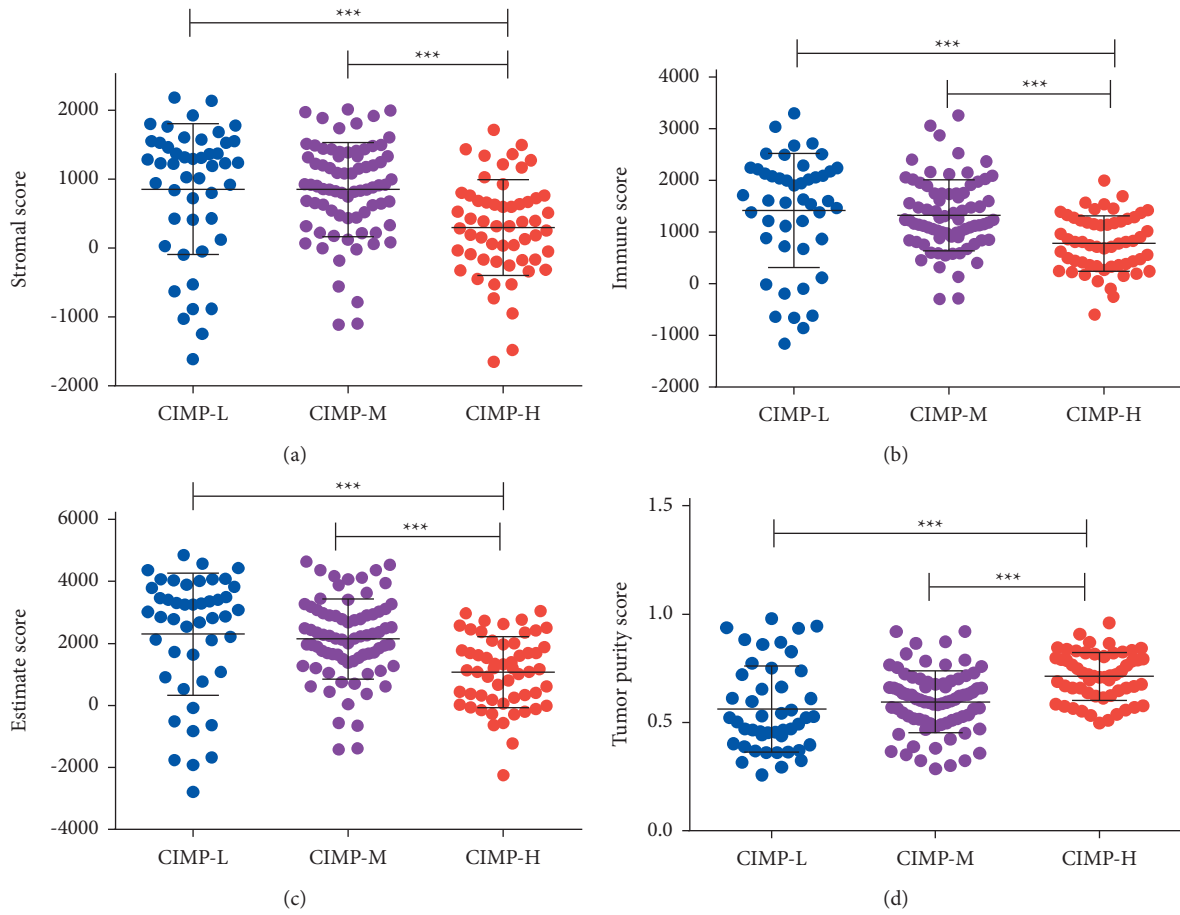 ***
***
Stromal score
2000
1000
0
-1000
-2000
CIMP-L CIMP-M CIMP-H
(a)
***
***
Immune score
4000
3000
2000
1000
0
-1000
-2000
CIMP-L CIMP-M CIMP-H
(b)
***
***
Estimate score
6000
4000
2000
0
-2000
-4000
CIMP-L CIMP-M CIMP-H
(c)
***
***
Tumor purity score
1.5
1.0
0.5
0.0
CIMP-L CIMP-M CIMP-H
(d)